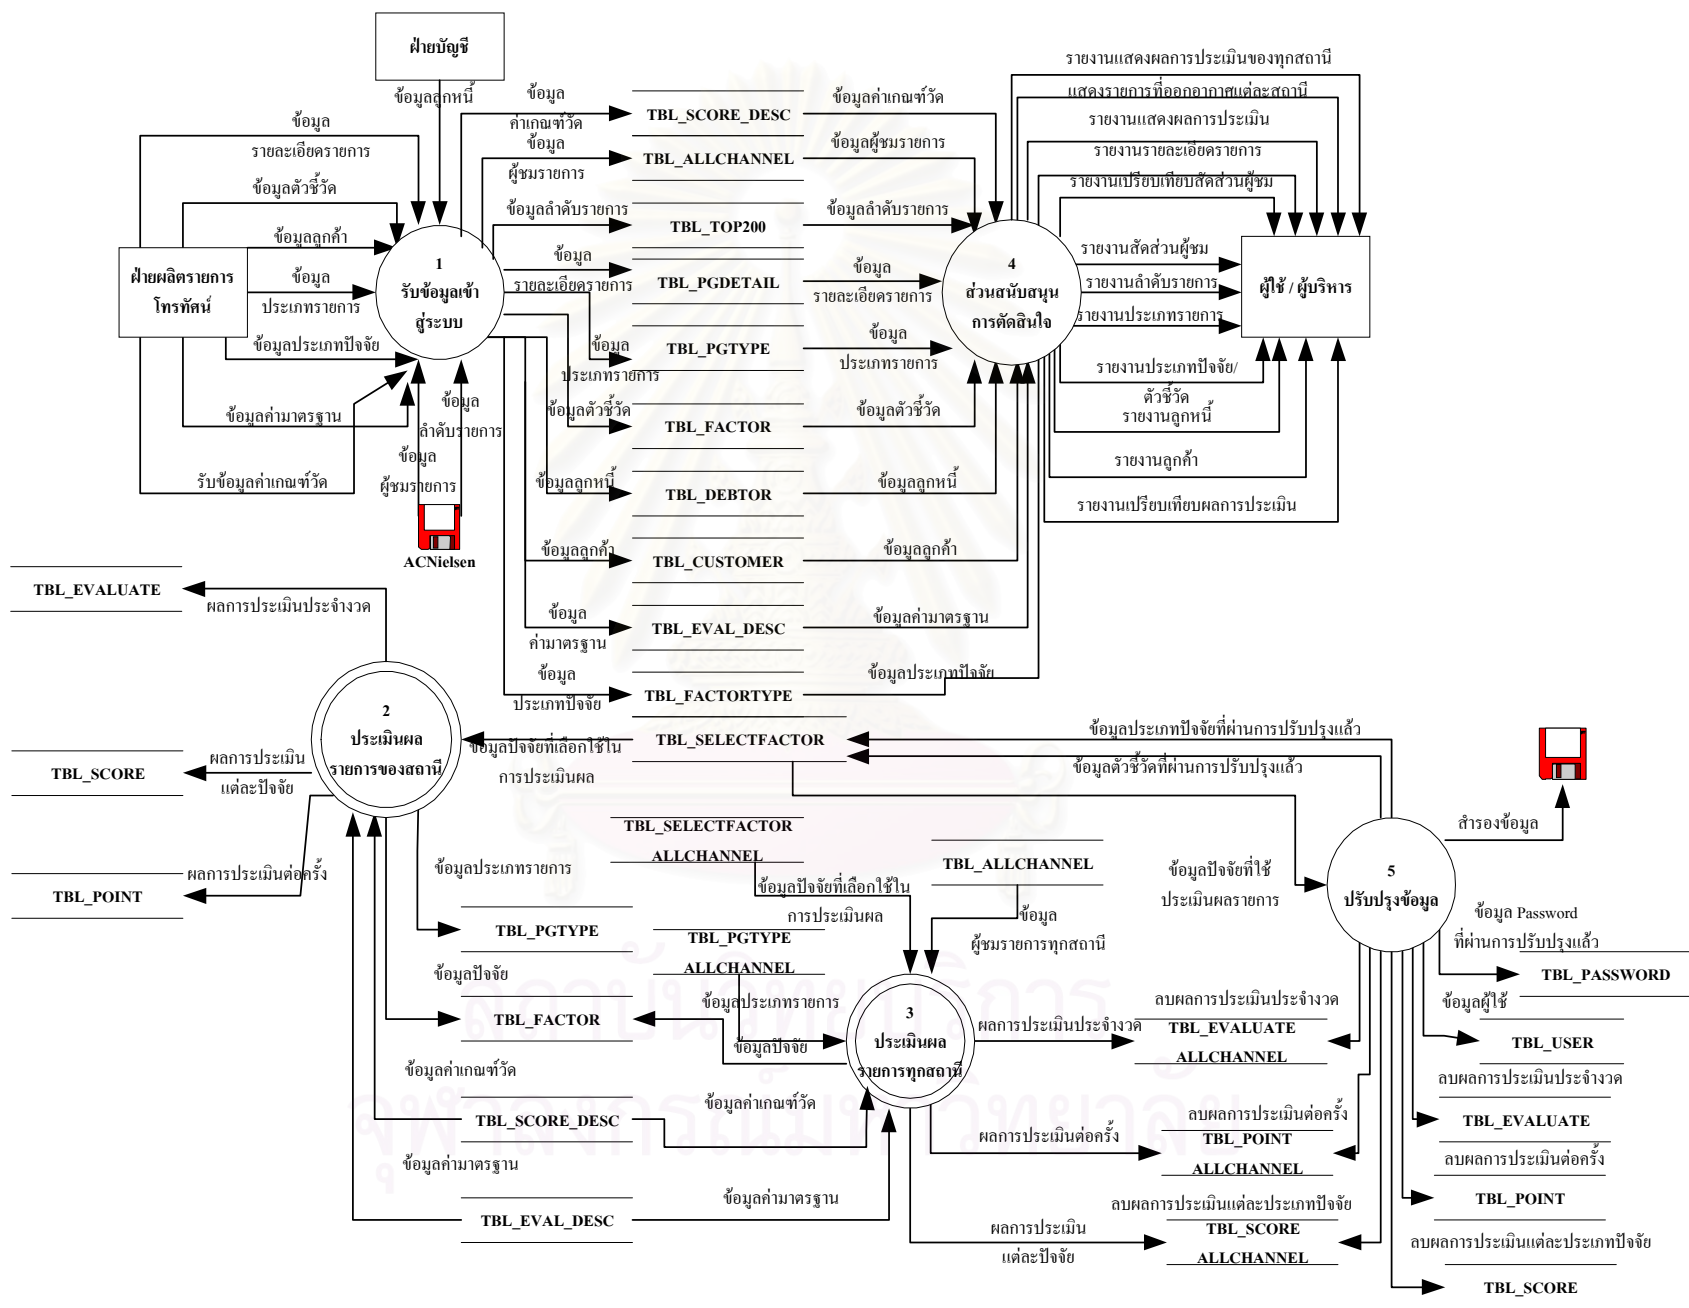 ฝ่ายบัญชี
ข้อมูลลูกหนี้
ข้อมูล
ค่าเกณฑ์วัด
ข้อมูล
ผู้ชมรายการ
ข้อมูลลำดับรายการ
ข้อมูล
รายละเอียดรายการ
ข้อมูล
ประเภทรายการ
ข้อมูลตัวชี้วัด
ข้อมูลลูกหนี้
ข้อมูลลูกค้า
ข้อมูล
ค่ามาตรฐาน
ข้อมูล
ประเภทปัจจัย
ข้อมูล
รายละเอียดรายการ
ข้อมูลตัวชี้วัด
ข้อมูลลูกค้า
ข้อมูล
ประเภทรายการ
ข้อมูลประเภทปัจจัย
ข้อมูลค่ามาตรฐาน
รับข้อมูลค่าเกณฑ์วัด
ฝ่ายผลิตรายการ
โทรทัศน์
1
รับข้อมูลเข้า
สู่ระบบ
ข้อมูล
ลำดับรายการ
ข้อมูล
ผู้ชมรายการ
ACNielsen
TBL_SCORE_DESC
TBL_ALLCHANNEL
TBL_TOP200
TBL_PGDETAIL
TBL_PGTYPE
TBL_FACTOR
TBL_DEBTOR
TBL_CUSTOMER
TBL_EVAL_DESC
TBL_FACTORTYPE
TBL_SELECTFACTOR
ข้อมูลค่าเกณฑ์วัด
ข้อมูลผู้ชมรายการ
ข้อมูลลำดับรายการ
ข้อมูล
รายละเอียดรายการ
ข้อมูล
ประเภทรายการ
ข้อมูลตัวชี้วัด
ข้อมูลลูกหนี้
ข้อมูลลูกค้า
ข้อมูลค่ามาตรฐาน
ข้อมูลประเภทปัจจัย
4
ส่วนสนับสนุน
การตัดสินใจ
รายงานแสดงผลการประเมินของทุกสถานี
แสดงรายการที่ออกอากาศแต่ละสถานี
รายงานแสดงผลการประเมิน
รายงานรายละเอียดรายการ
รายงานเปรียบเทียบสัดส่วนผู้ชม
รายงานสัดส่วนผู้ชม
รายงานลำดับรายการ
รายงานประเภทรายการ
รายงานประเภทปัจจัย/
ตัวชี้วัด
รายงานลูกหนี้
รายงานลูกค้า
รายงานเปรียบเทียบผลการประเมิน
ผู้ใช้ / ผู้บริหาร
TBL_EVALUATE
ผลการประเมินประจำงวด
2
ประเมินผล
รายการของสถานี
TBL_SCORE
ผลการประเมิน
แต่ละปัจจัย
TBL_POINT
ผลการประเมินต่อครั้ง
ข้อมูลปัจจัยที่เลือกใช้ใน
การประเมินผล
ข้อมูลประเภทรายการ
TBL_PGTYPE
ข้อมูลปัจจัย
TBL_FACTOR
ข้อมูลค่าเกณฑ์วัด
TBL_SCORE_DESC
ข้อมูลค่ามาตรฐาน
TBL_EVAL_DESC
TBL_SELECTFACTOR
ALLCHANNEL
ข้อมูลปัจจัยที่เลือกใช้ใน
การประเมินผล
TBL_ALLCHANNEL
ข้อมูล
ผู้ชมรายการทุกสถานี
TBL_PGTYPE
ALLCHANNEL
ข้อมูลประเภทรายการ
ข้อมูลปัจจัย
ข้อมูลค่าเกณฑ์วัด
ข้อมูลค่ามาตรฐาน
3
ประเมินผล
รายการทุกสถานี
ผลการประเมินประจำงวด
ผลการประเมินต่อครั้ง
ผลการประเมิน
แต่ละปัจจัย
ข้อมูลประเภทปัจจัยที่ผ่านการปรับปรุงแล้ว
ข้อมูลตัวชี้วัดที่ผ่านการปรับปรุงแล้ว
ข้อมูลปัจจัยที่ใช้
ประเมินผลรายการ
5
ปรับปรุงข้อมูล
สำรองข้อมูล
ข้อมูล Password
ที่ผ่านการปรับปรุงแล้ว
TBL_PASSWORD
ข้อมูลผู้ใช้
TBL_USER
ลบผลการประเมินประจำงวด
TBL_EVALUATE
ลบผลการประเมินต่อครั้ง
TBL_POINT
ลบผลการประเมินแต่ละประเภทปัจจัย
TBL_SCORE
ลบผลการประเมินประจำงวด
TBL_EVALUATE
ALLCHANNEL
ลบผลการประเมินต่อครั้ง
TBL_POINT
ALLCHANNEL
ลบผลการประเมินแต่ละประเภทปัจจัย
TBL_SCORE
ALLCHANNEL
สถาบันวิทยบริการ
จุฬาลงกรณ์มหาวิทยาลัย